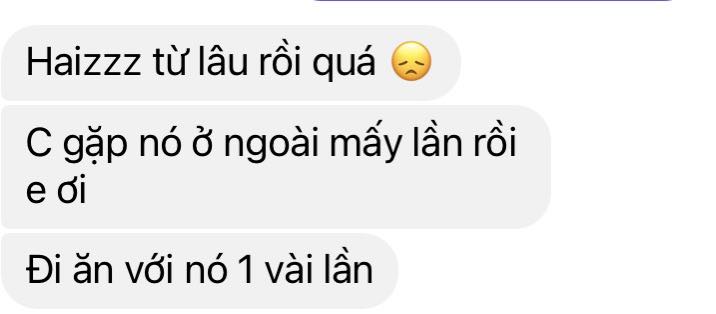 Haizzz từ lâu rồi quá 😞
C gặp nó ở ngoài mấy lần rồi
e ơi
Đi ăn với nó 1 vài lần